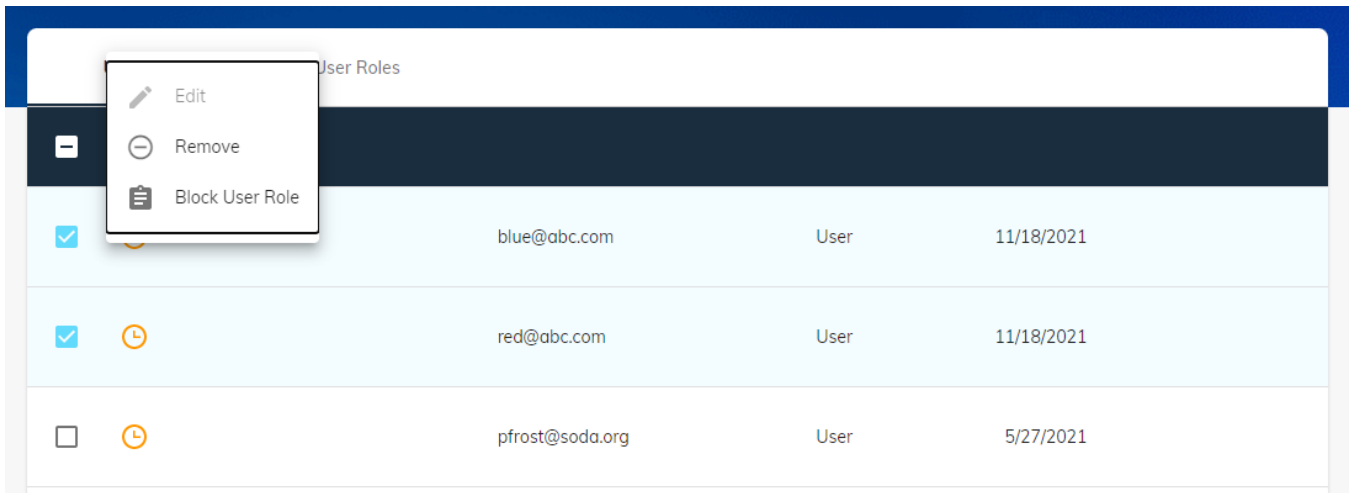 User Roles
Edit
Remove
Block User Role
blue@abc.com User 11/18/2021
red@abc.com User 11/18/2021
pfrost@soda.org User 5/27/2021